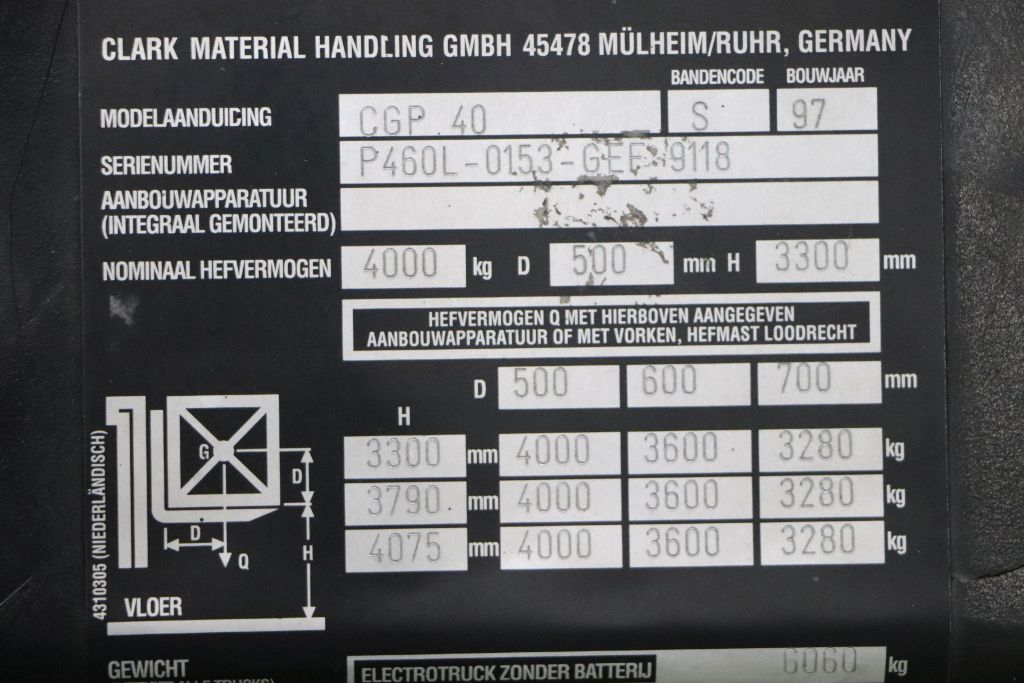 CLARK MATERIAL HANDLING GMBH 45478 MÜLHEIM/RUHR, GERMANY
BANDENCODE BOUWJAAR
MODELAANDUIDING CGP 40 S 97
SERIENUMMER P460L-0153-GEF 9118
AANBOUWAPPARATUUR
(INTEGRAAL GEMONTEERD)
NOMINAAL HEFVERMOGEN 4000 kg D 500 mm H 3300 mm
HEFVERMOGEN Q MET HIERBOVEN AANGEGEVEN
AANBOUWAPPARATUUR OF MET VORKEN, HEFMAST LOODRECHT
D 500 600 700 mm
H
3300 mm 4000 3600 3280 kg
3790 mm 4000 3600 3280 kg
4075 mm 4000 3600 3280 kg
G
D
D
H
Q
VLOER
4310305 (NIEDERLÄNDISCH)
GEWICHT ELECTROTRUCK ZONDER BATTERIJ 6060 kg